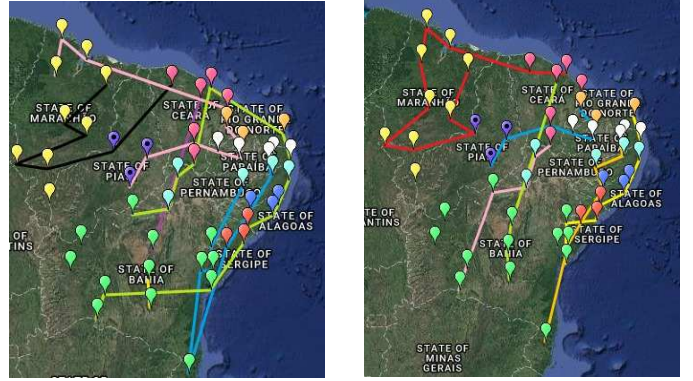 STATE OF
MARANHÃO
STATE OF
CEARÁ
STATE OF
RIO GRANDE
DO NORTE
STATE OF
PARAÍBA
STATE OF
PIAUÍ
STATE OF
PERNAMBUCO
STATE OF
ALAGOAS
STATE OF
SERGIPE
STATE OF
BAHIA
TINS
STATE OF
MARANHÃO
STATE OF
CEARÁ
STATE OF
RIO GRANDE
DO NORTE
STATE OF
PARAÍBA
STATE OF
PERNAMBUCO
STATE OF
ALAGOAS
STATE OF
SERGIPE
STATE OF
BAHIA
STATE OF
ANTINS
STATE OF
MINAS
GERAIS